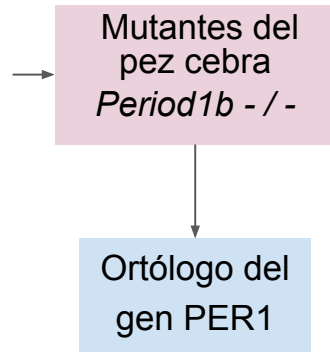 Mutantes del
pez cebra
Period1b - / -
Ortólogo del
gen PER1